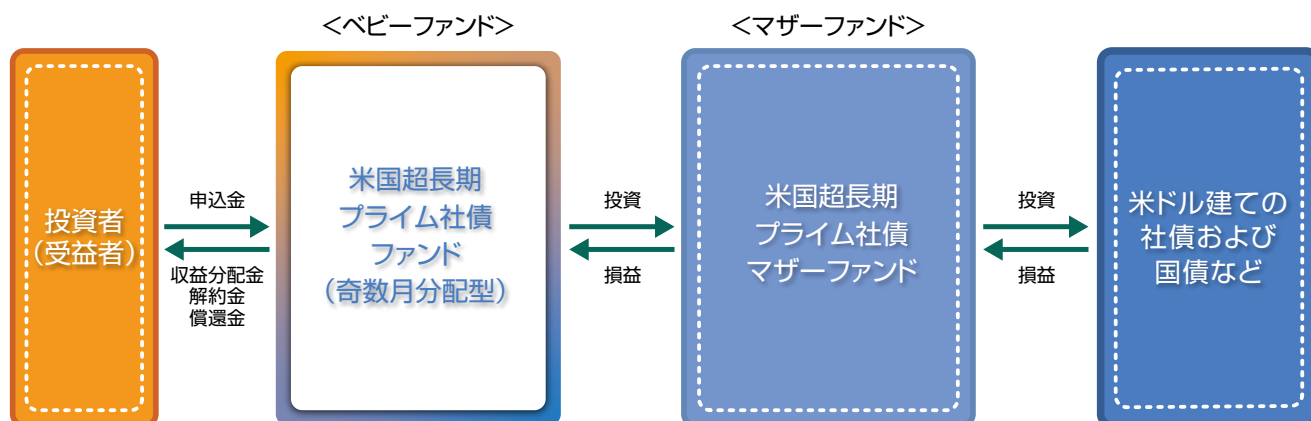 ＜ベビーファンド＞
＜マザーファンド＞
投資者
（受益者）
申込金
収益分配金
解約金
償還金
米国超長期
プライム社債
ファンド
（奇数月分配型）
投資
損益
米国超長期
プライム社債
マザーファンド
投資
損益
米ドル建ての
社債および
国債など